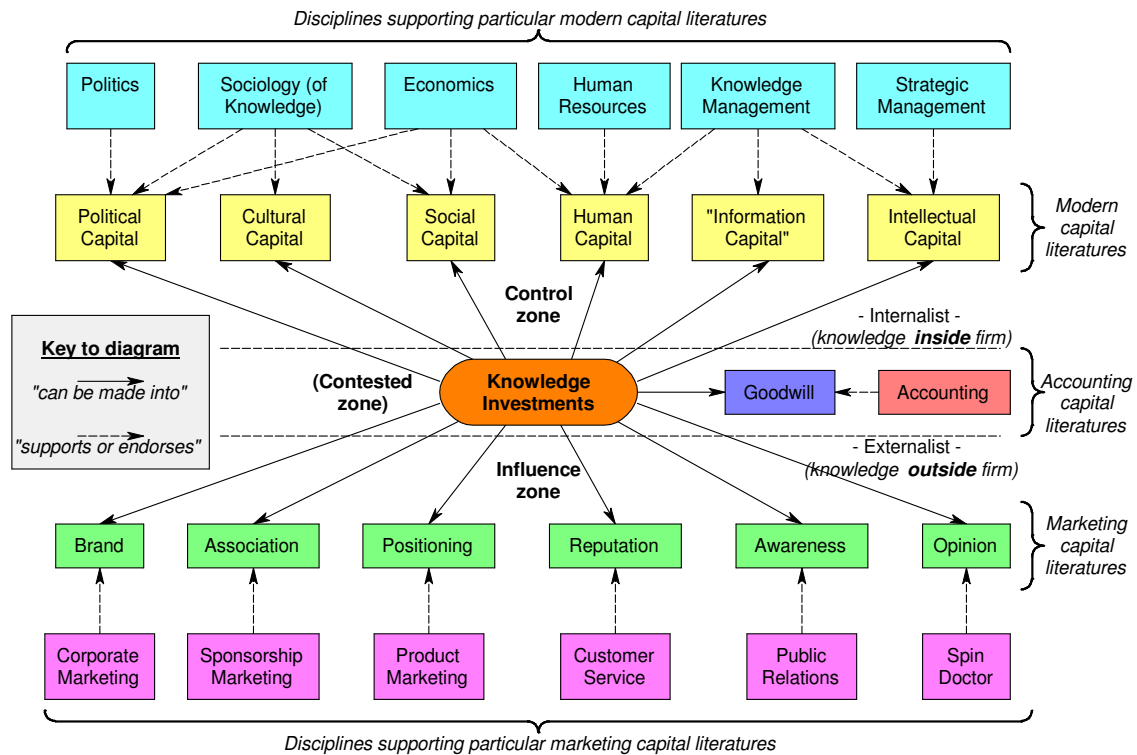 Disciplines supporting particular modern capital literatures
Politics
Sociology (of
Knowledge)
Economics
Human
Resources
Knowledge
Management
Strategic
Management
Political
Capital
Cultural
Capital
Social
Capital
Human
Capital
"Information
Capital"
Intellectual
Capital
Modern
capital
literatures
Control
zone
- Internalist -
(knowledge inside firm)
Key to diagram
"can be made into"
"supports or endorses"
(Contested
zone)
Knowledge
Investments
Goodwill
Accounting
Accounting
capital
literatures
- Externalist -
(knowledge outside firm)
Influence
zone
Brand
Association
Positioning
Reputation
Awareness
Opinion
Marketing
capital
literatures
Corporate
Marketing
Sponsorship
Marketing
Product
Marketing
Customer
Service
Public
Relations
Spin
Doctor
Disciplines supporting particular marketing capital literatures